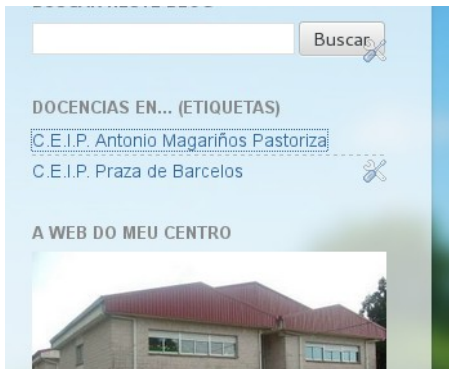 Buscar
DOCENCIAS EN... (ETIQUETAS)
C.E.I.P. Antonio Magariños Pastoriza
C.E.I.P. Praza de Barcelos
A WEB DO MEU CENTRO